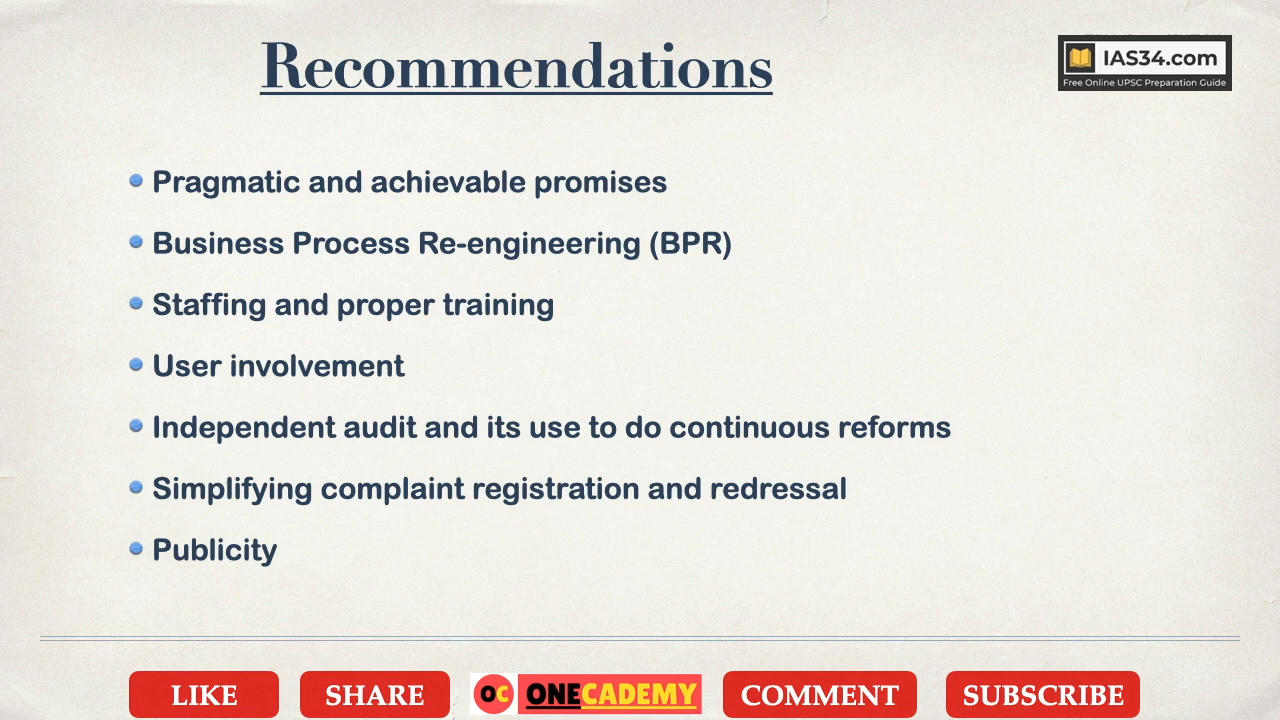 Recommendations
IAS34.com
Free Online UPSC Preparation Guide
Pragmatic and achievable promises
Business Process Re-engineering (BPR)
Staffing and proper training
User involvement
Independent audit and its use to do continuous reforms
Simplifying complaint registration and redressal
Publicity
LIKE
SHARE
OC ONECADEMY
COMMENT
SUBSCRIBE